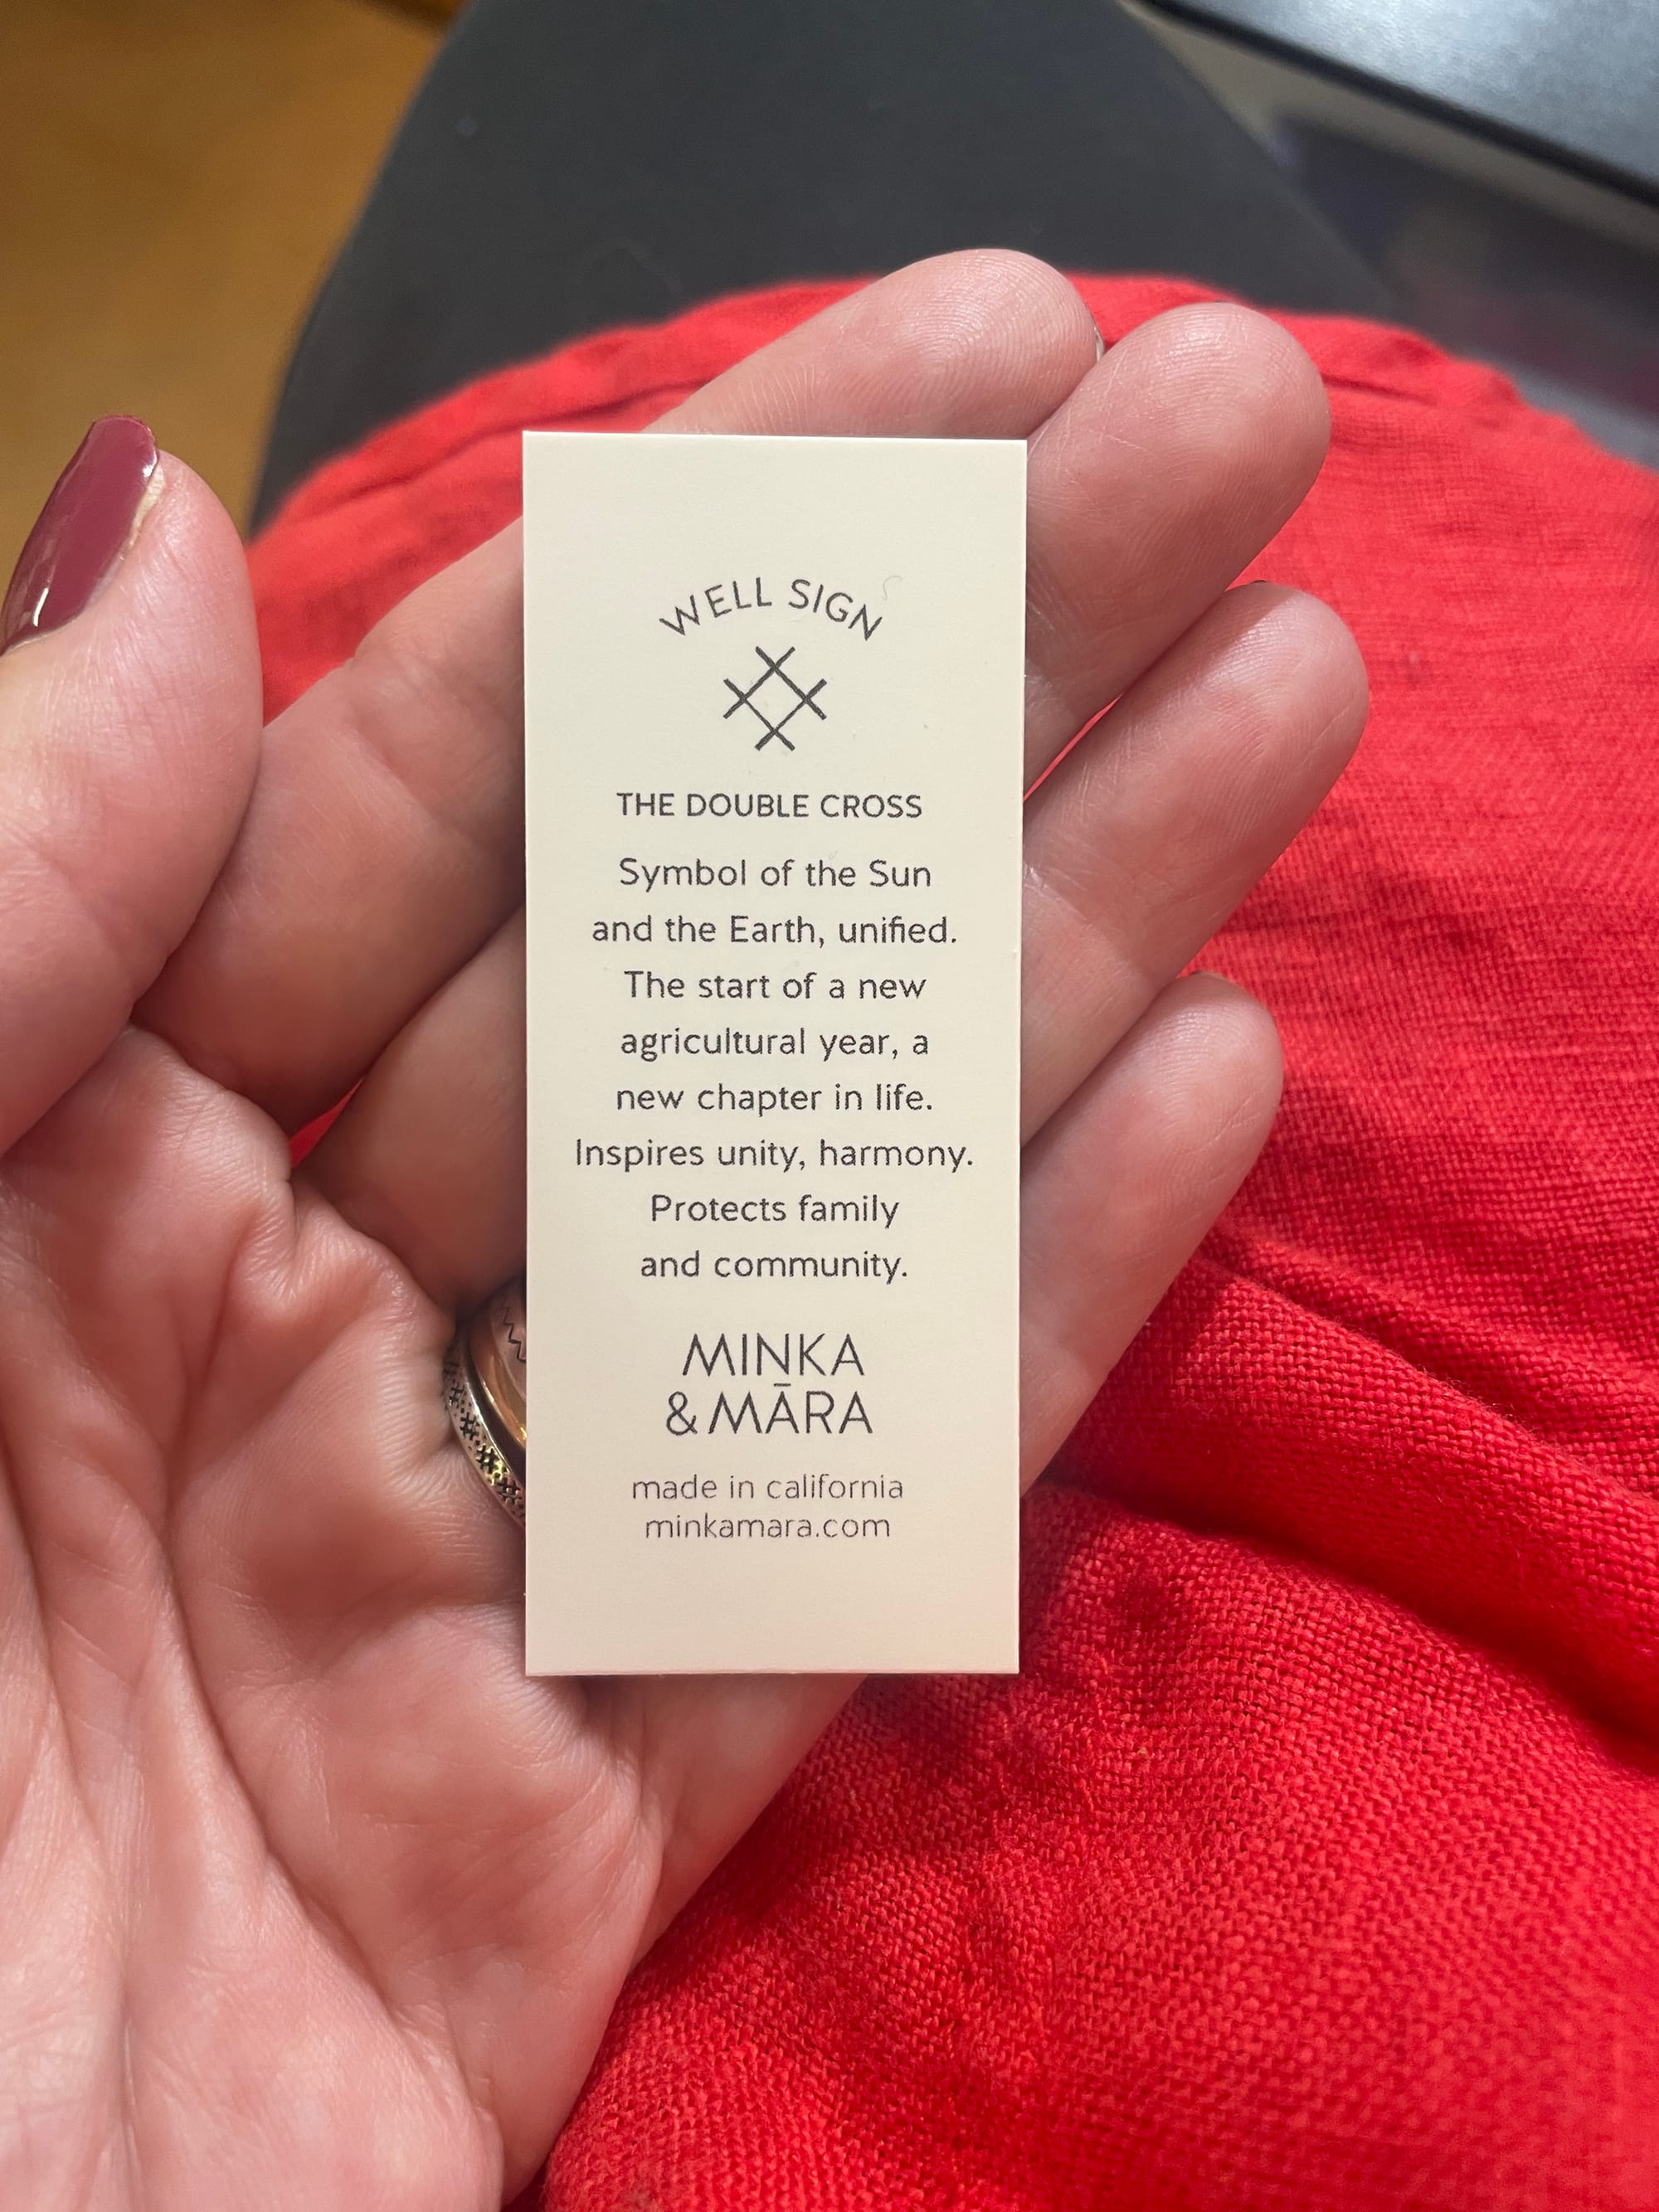 WELL SIGN
THE DOUBLE CROSS
Symbol of the Sun
and the Earth, unified.
The start of a new
agricultural year, a
new chapter in life.
Inspires unity, harmony.
Protects family
and community.
MINKA
&MĀRA
made in california
minkamara.com